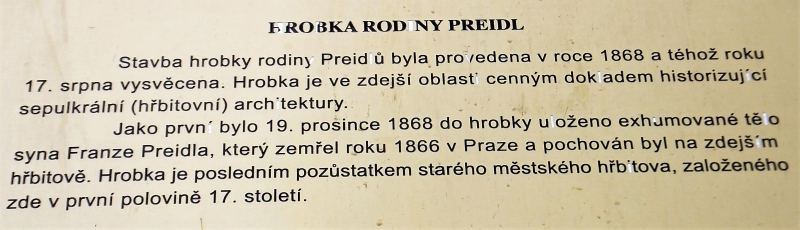 HROBKA RODINY PREIDL
Stavba hrobky rodiny Preidlů byla provedena v roce 1868 a téhož roku
17. srpna vysvěcena. Hrobka je ve zdejší oblasti cenným dokladem historizující
sepulkrální (hřbitovní) architektury.
Jako první bylo 19. prosince 1868 do hrobky uloženo exhumované tělo
syna Franze Preidla, který zemřel roku 1866 v Praze a pochován byl na zdejším
hřbitově. Hrobka je posledním pozůstatkem starého městského hřbitova, založeného
zde v první polovině 17. století.